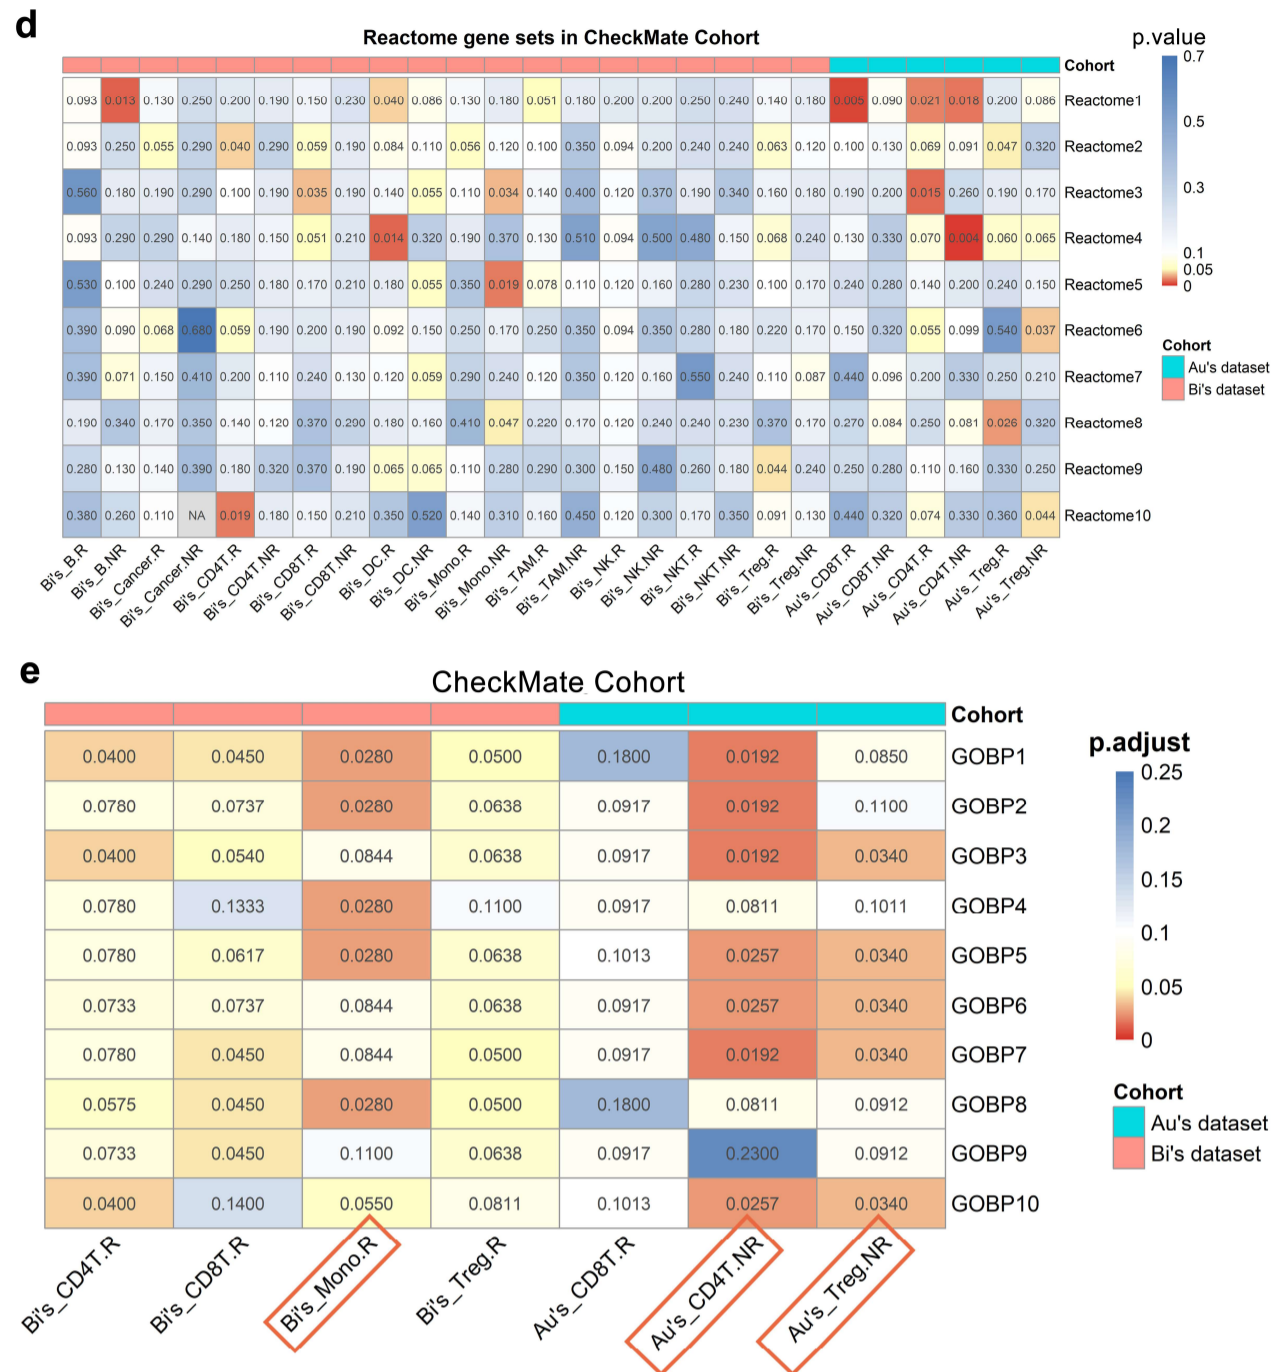 d
Reactome gene sets in CheckMate Cohort
p.value
Cohort
0.093 0.013 0.130 0.250 0.200 0.190 0.150 0.230 0.040 0.086 0.130 0.180 0.051 0.180 0.200 0.200 0.250 0.240 0.140 0.180 0.005 0.090 0.021 0.018 0.200 0.086 Reactome1
0.093 0.250 0.055 0.290 0.040 0.290 0.059 0.190 0.084 0.110 0.056 0.120 0.100 0.350 0.094 0.200 0.240 0.240 0.063 0.120 0.100 0.130 0.069 0.091 0.047 0.320 Reactome2
0.560 0.180 0.190 0.290 0.100 0.190 0.035 0.190 0.140 0.055 0.110 0.034 0.140 0.400 0.120 0.370 0.190 0.340 0.160 0.180 0.190 0.200 0.015 0.260 0.190 0.170 Reactome3
0.093 0.290 0.290 0.140 0.180 0.150 0.051 0.210 0.014 0.320 0.190 0.370 0.130 0.510 0.094 0.500 0.480 0.150 0.068 0.240 0.130 0.330 0.070 0.004 0.060 0.065 Reactome4
0.530 0.100 0.240 0.290 0.250 0.180 0.170 0.210 0.180 0.055 0.350 0.019 0.078 0.110 0.120 0.160 0.280 0.230 0.100 0.170 0.240 0.280 0.140 0.200 0.240 0.150 Reactome5
0.390 0.090 0.068 0.680 0.059 0.190 0.200 0.190 0.092 0.150 0.250 0.170 0.250 0.350 0.094 0.350 0.280 0.180 0.220 0.170 0.150 0.320 0.055 0.099 0.540 0.037 Reactome6
0.390 0.071 0.150 0.410 0.200 0.110 0.240 0.130 0.120 0.059 0.290 0.240 0.120 0.350 0.120 0.160 0.550 0.240 0.110 0.087 0.440 0.096 0.200 0.330 0.250 0.210 Reactome7
0.190 0.340 0.170 0.350 0.140 0.120 0.370 0.290 0.180 0.160 0.410 0.047 0.220 0.170 0.120 0.240 0.240 0.230 0.370 0.170 0.270 0.084 0.250 0.081 0.026 0.320 Reactome8
0.280 0.130 0.140 0.390 0.180 0.320 0.370 0.190 0.065 0.065 0.110 0.280 0.290 0.300 0.150 0.480 0.260 0.180 0.044 0.240 0.250 0.280 0.110 0.160 0.330 0.250 Reactome9
0.380 0.260 0.110 NA 0.019 0.180 0.150 0.210 0.350 0.520 0.140 0.310 0.160 0.450 0.120 0.300 0.170 0.350 0.091 0.130 0.440 0.320 0.074 0.330 0.360 0.044 Reactome10
Bi's_B.R Bi's_B.NR Bi's_Cancer.R Bi's_Cancer.NR Bi's_CD4T.R Bi's_CD4T.NR Bi's_CD8T.R Bi's_CD8T.NR Bi's_DC.R Bi's_DC.NR Bi's_Mono.R Bi's_Mono.NR Bi's_TAM.R Bi's_TAM.NR Bi's_NK.R Bi's_NK.NR Bi's_NKT.R Bi's_NKT.NR Bi's_Treg.R Bi's_Treg.NR Au's_CD8T.R Au's_CD8T.NR Au's_CD4T.R Au's_CD4T.NR Au's_Treg.R Au's_Treg.NR
0.7
0.5
0.3
0.1
0.05
0
Cohort
Au's dataset
Bi's dataset
e
CheckMate Cohort
Cohort
0.0400 0.0450 0.0280 0.0500 0.1800 0.0192 0.0850 GOBP1
0.0780 0.0737 0.0280 0.0638 0.0917 0.0192 0.1100 GOBP2
0.0400 0.0540 0.0844 0.0638 0.0917 0.0192 0.0340 GOBP3
0.0780 0.1333 0.0280 0.1100 0.0917 0.0811 0.1011 GOBP4
0.0780 0.0617 0.0280 0.0638 0.1013 0.0257 0.0340 GOBP5
0.0733 0.0737 0.0844 0.0638 0.0917 0.0257 0.0340 GOBP6
0.0780 0.0450 0.0844 0.0500 0.0917 0.0192 0.0340 GOBP7
0.0575 0.0450 0.0280 0.0500 0.1800 0.0811 0.0912 GOBP8
0.0733 0.0450 0.1100 0.0638 0.0917 0.2300 0.0912 GOBP9
0.0400 0.1400 0.0550 0.0811 0.1013 0.0257 0.0340 GOBP10
Bi's_CD4T.R Bi's_CD8T.R Bi's_Mono.R Bi's_Treg.R Au's_CD8T.R Au's_CD4T.NR Au's_Treg.NR
p.adjust
0.25
0.2
0.15
0.1
0.05
0
Cohort
Au's dataset
Bi's dataset